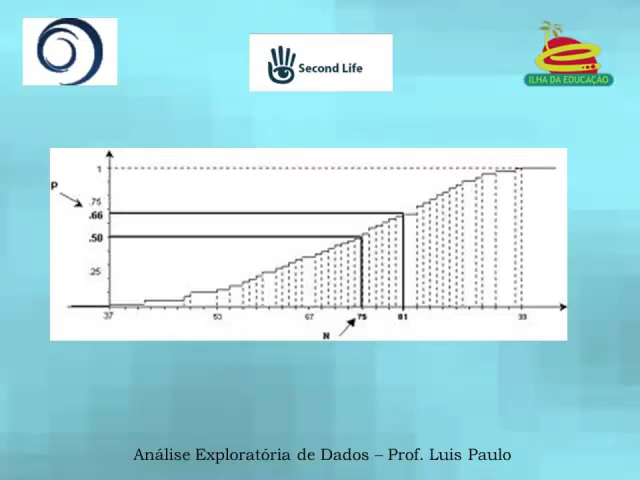 Second Life
ILHA DA EDUCAÇÃO
1
P
.75
.66
.50
.25
37
53
67
75
81
33
N
Análise Exploratória de Dados – Prof. Luis Paulo